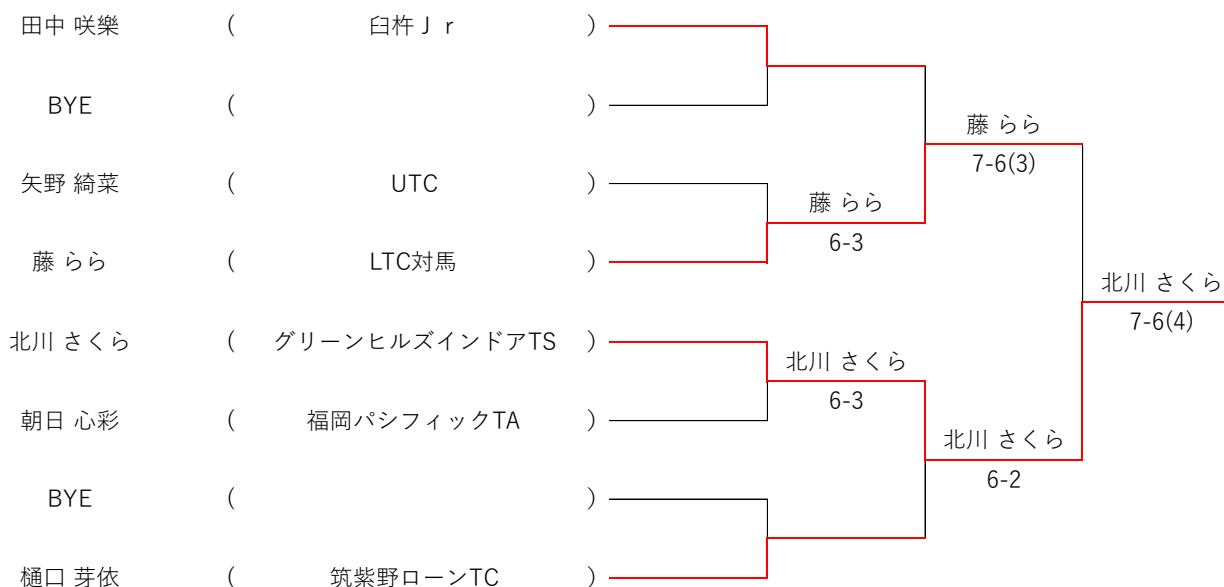 田中 咲樂 ( 臼杵Ｊｒ )
BYE ( )
藤 らら
7-6(3)
矢野 綺菜 ( UTC )
藤 らら
6-3
藤 らら ( LTC対馬 )
北川 さくら
7-6(4)
北川 さくら ( グリーンヒルズインドアTS )
北川 さくら
6-3
朝日 心彩 ( 福岡パシフィックTA )
北川 さくら
6-2
BYE ( )
樋口 芽依 ( 筑紫野ローンTC )